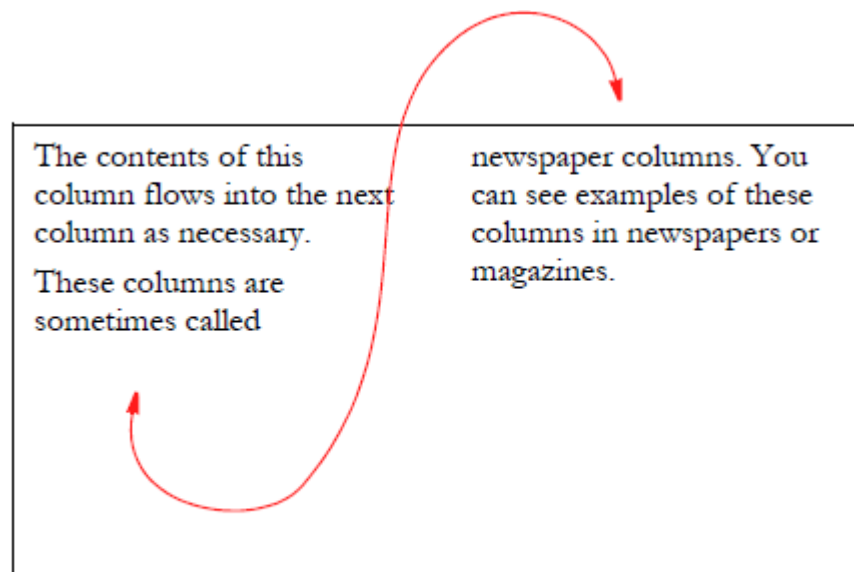 The contents of this
column flows into the next
column as necessary.
These columns are
sometimes called
newspaper columns. You
can see examples of these
columns in newspapers or
magazines.